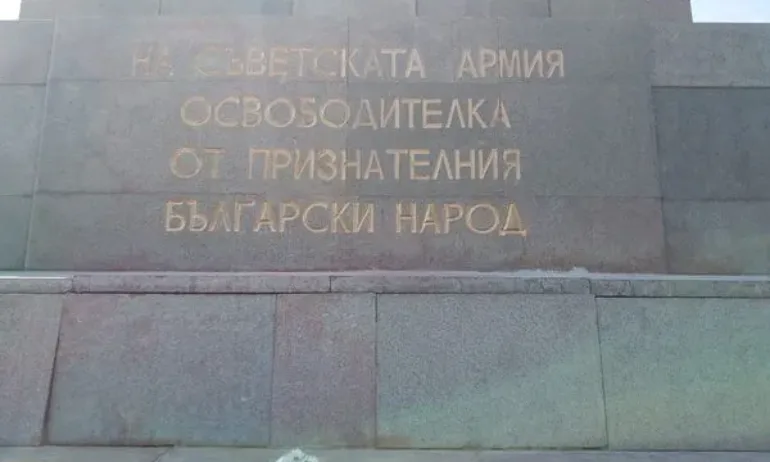 НА СЪВЕТСКАТА АРМИЯ
ОСВОБОДИТЕЛКА
ОТ ПРИЗНАТЕЛНИЯ
БЪЛГАРСКИ НАРОД